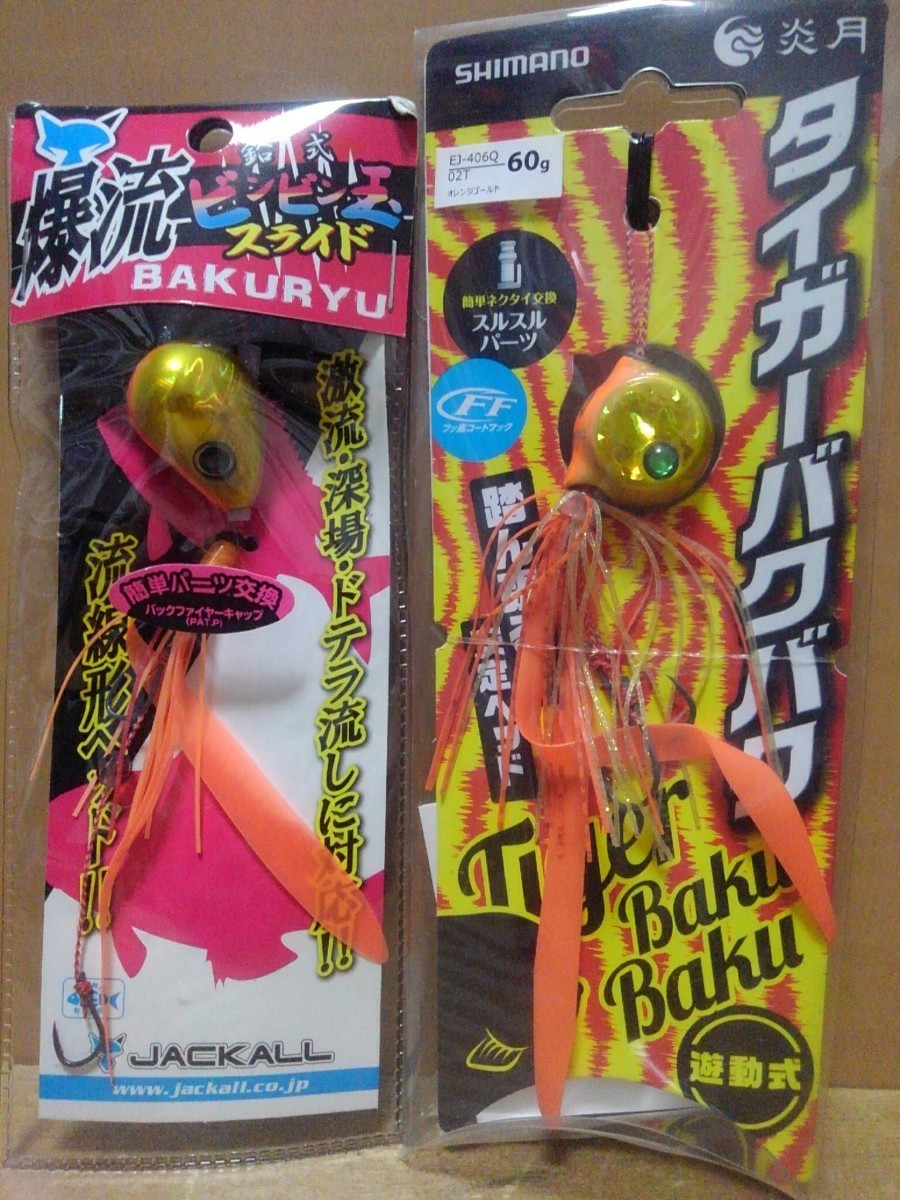 鉛式
爆流
ビンビン玉
スライド
BAKURYU
激流・深場・ドテラ流しに対応!!
簡単パーツ交換
バックファイヤーキャップ
(PAT.P)
JACKALL
www.jackall.co.jp
SHIMANO
炎月
EJ-406Q
02T
60g
オレンジゴールド
タイガーバクバク
簡単ネクタイ交換
スルスル
パーツ
FF
フッ素コートフック
Tiger
Baku
Baku
遊動式